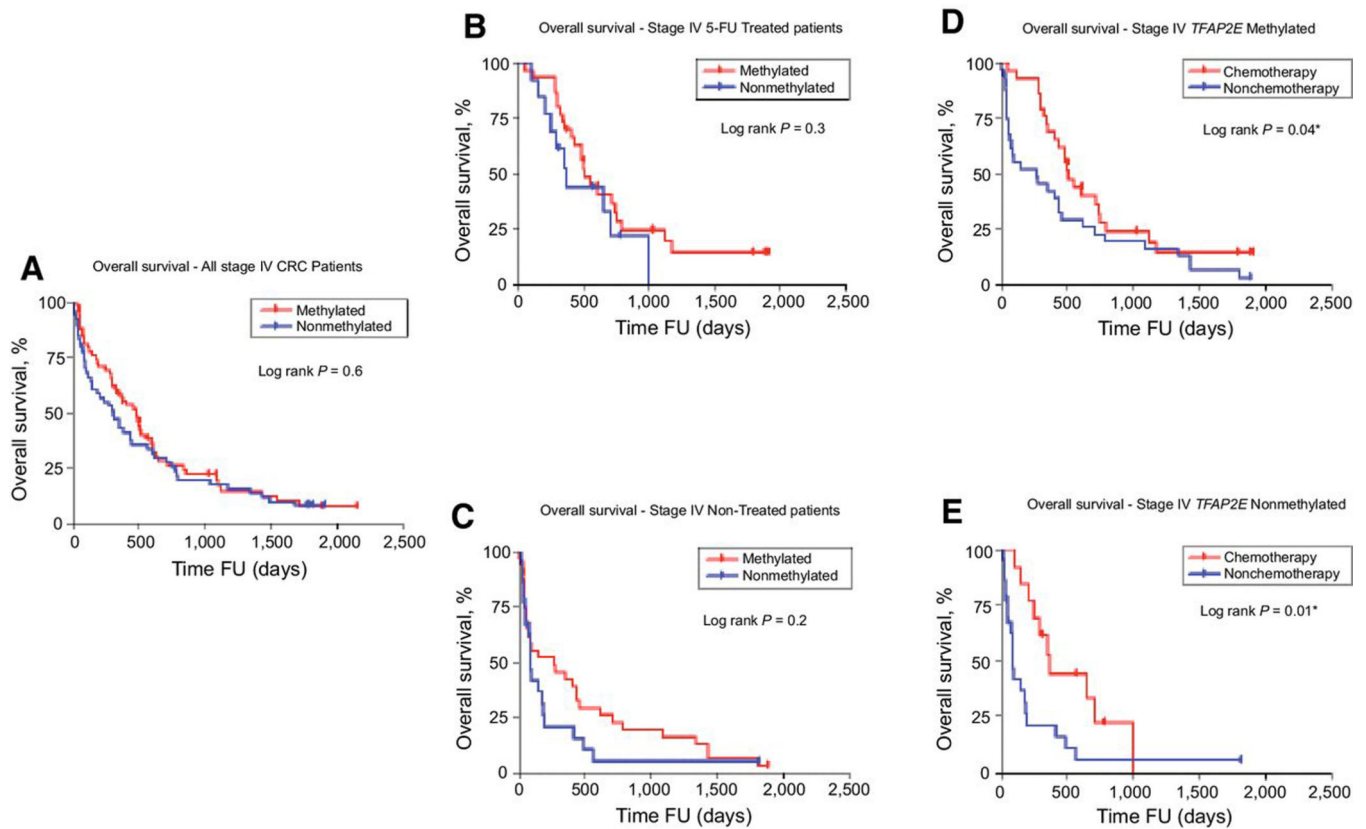 A
Overall survival - All stage IV CRC Patients
Methylated
Nonmethylated
Log rank P = 0.6
Overall survival, %
100
75
50
25
0
0 500 1,000 1,500 2,000 2,500
Time FU (days)
B
Overall survival - Stage IV 5-FU Treated patients
Methylated
Nonmethylated
Log rank P = 0.3
Overall survival, %
100
75
50
25
0
0 500 1,000 1,500 2,000 2,500
Time FU (days)
C
Overall survival - Stage IV Non-Treated patients
Methylated
Nonmethylated
Log rank P = 0.2
Overall survival, %
100
75
50
25
0
0 500 1,000 1,500 2,000 2,500
Time FU (days)
D
Overall survival - Stage IV TFAP2E Methylated
Chemotherapy
Nonchemotherapy
Log rank P = 0.04*
Overall survival, %
100
75
50
25
0
0 500 1,000 1,500 2,000 2,500
Time FU (days)
E
Overall survival - Stage IV TFAP2E Nonmethylated
Chemotherapy
Nonchemotherapy
Log rank P = 0.01*
Overall survival, %
100
75
50
25
0
0 500 1,000 1,500 2,000 2,500
Time FU (days)